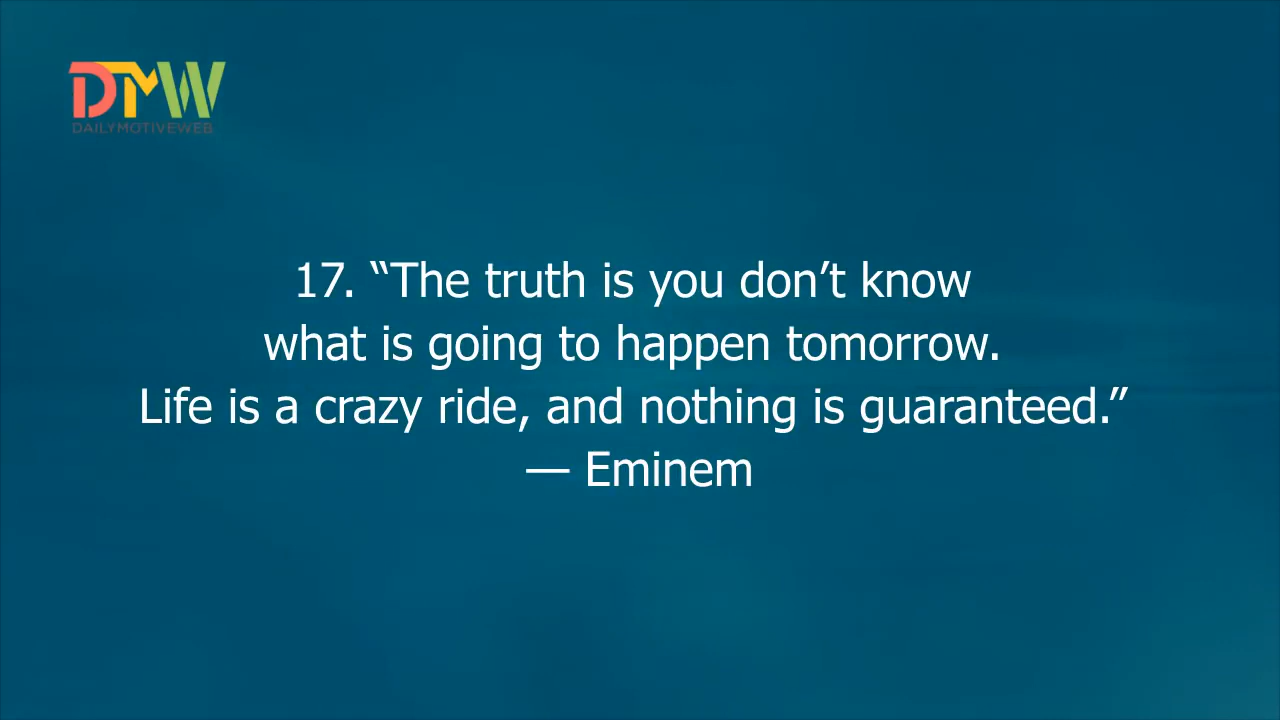 DTMW
DAILYMOTIVEWEB
17. “The truth is you don’t know
what is going to happen tomorrow.
Life is a crazy ride, and nothing is guaranteed.”
— Eminem